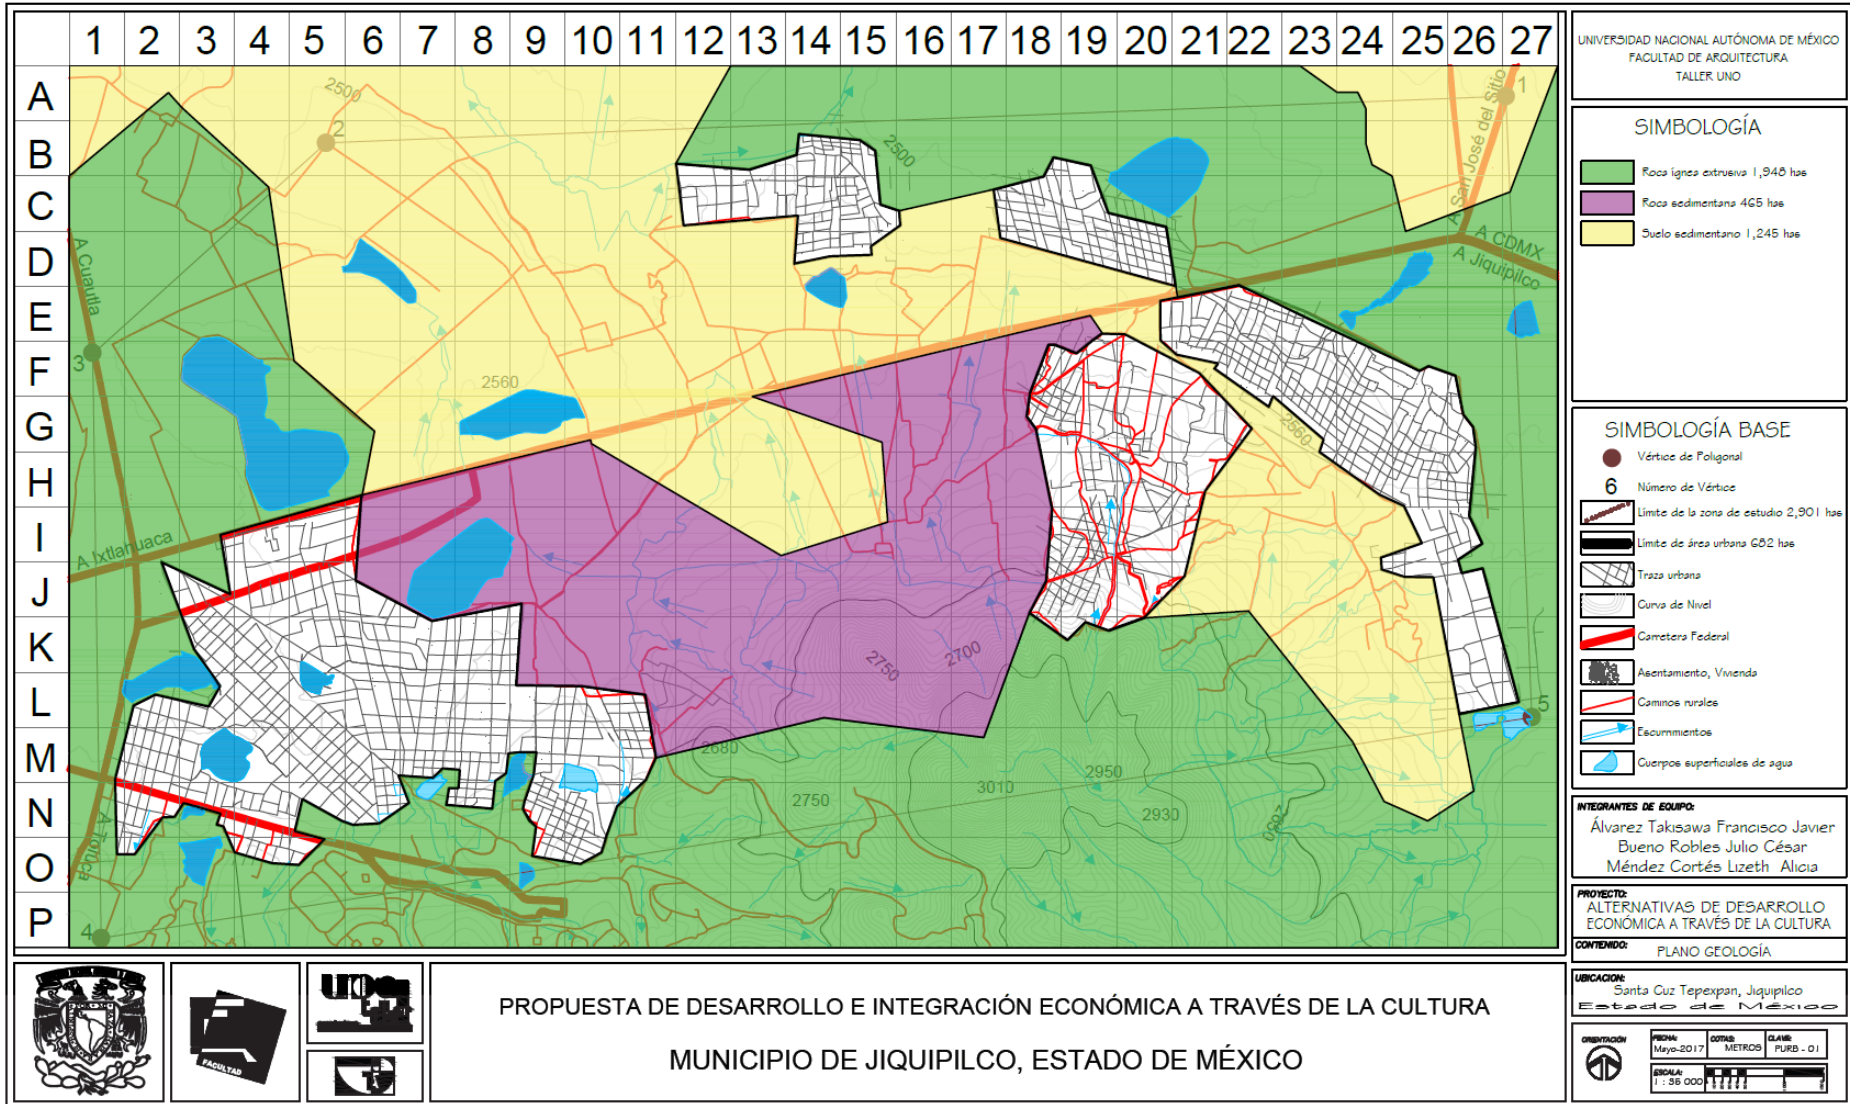 1 2 3 4 5 6 7 8 9 10 11 12 13 14 15 16 17 18 19 20 21 22 23 24 25 26 27
A
B
C
D
E
F
G
H
I
J
K
L
M
N
O
P
2500
2
1
A San José del Sitio
2500
A CDMX
A Jiquipilco
A Cuautla
3
2560
2560
A Ixtlahuaca
2750
2700
5
2680
2950
3010
2750
2930
A Toluca
4
UNIVERSIDAD NACIONAL AUTÓNOMA DE MÉXICO
FACULTAD DE ARQUITECTURA
TALLER UNO
SIMBOLOGÍA
Roca ignea extrusiva 1,948 has
Roca sedimentaria 465 has
Suelo sedimentario 1,245 has
SIMBOLOGÍA BASE
Vértice de Poligonal
6 Número de Vértice
Límite de la zona de estudio 2,901 has
Límite de área urbana 682 has
Traza urbana
Curva de Nivel
Carretera Federal
Asentamiento, Vivienda
Caminos rurales
Escurrimientos
Cuerpos superficiales de agua
INTEGRANTES DE EQUIPO:
Álvarez Takisawa Francisco Javier
Bueno Robles Julio César
Méndez Cortés Lizeth Alicia
PROYECTO:
ALTERNATIVAS DE DESARROLLO
ECONÓMICA A TRAVÉS DE LA CULTURA
CONTENIDO: PLANO GEOLOGÍA
UBICACION:
Santa Cuz Tepexpan, Jiquipilco
Estado de México
ORIENTACIÓN
FECHA: Mayo-2017
COTAS: METROS
CLAVE: PURB - 01
ESCALA: 1 : 35 000
FACULTAD
PROPUESTA DE DESARROLLO E INTEGRACIÓN ECONÓMICA A TRAVÉS DE LA CULTURA
MUNICIPIO DE JIQUIPILCO, ESTADO DE MÉXICO